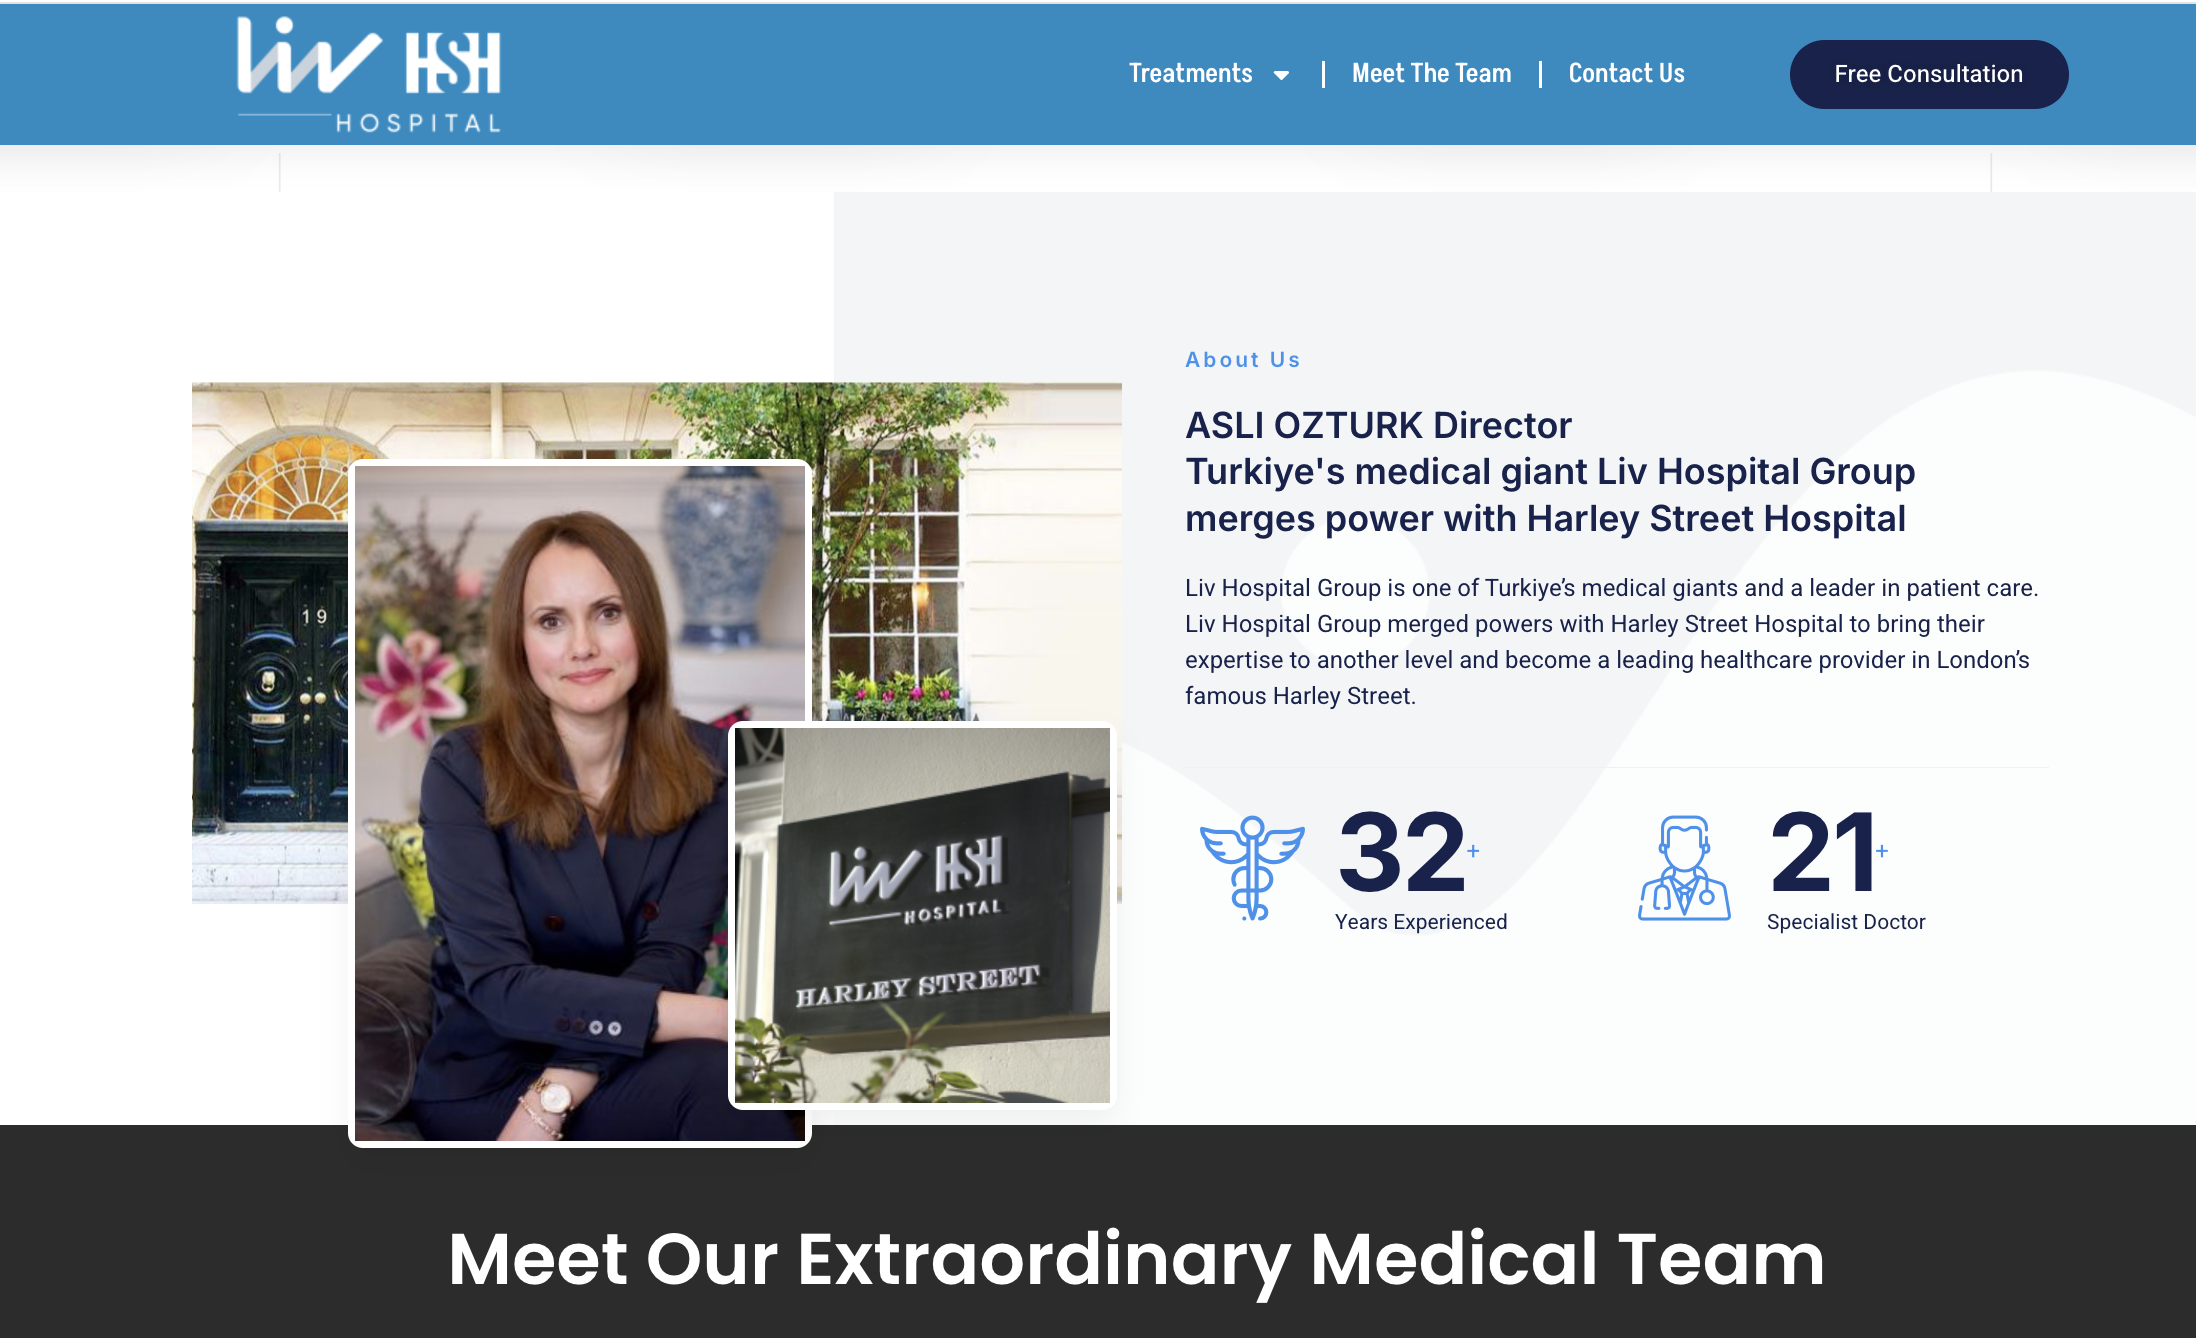 Liv HSH
HOSPITAL
Treatments
Meet The Team
Contact Us
Free Consultation
About Us
ASLI OZTURK Director
Turkiye's medical giant Liv Hospital Group
merges power with Harley Street Hospital
Liv Hospital Group is one of Turkiye’s medical giants and a leader in patient care.
Liv Hospital Group merged powers with Harley Street Hospital to bring their
expertise to another level and become a leading healthcare provider in London’s
famous Harley Street.
19
Liv HSH
HOSPITAL
HARLEY STREET
32+
Years Experienced
21+
Specialist Doctor
Meet Our Extraordinary Medical Team